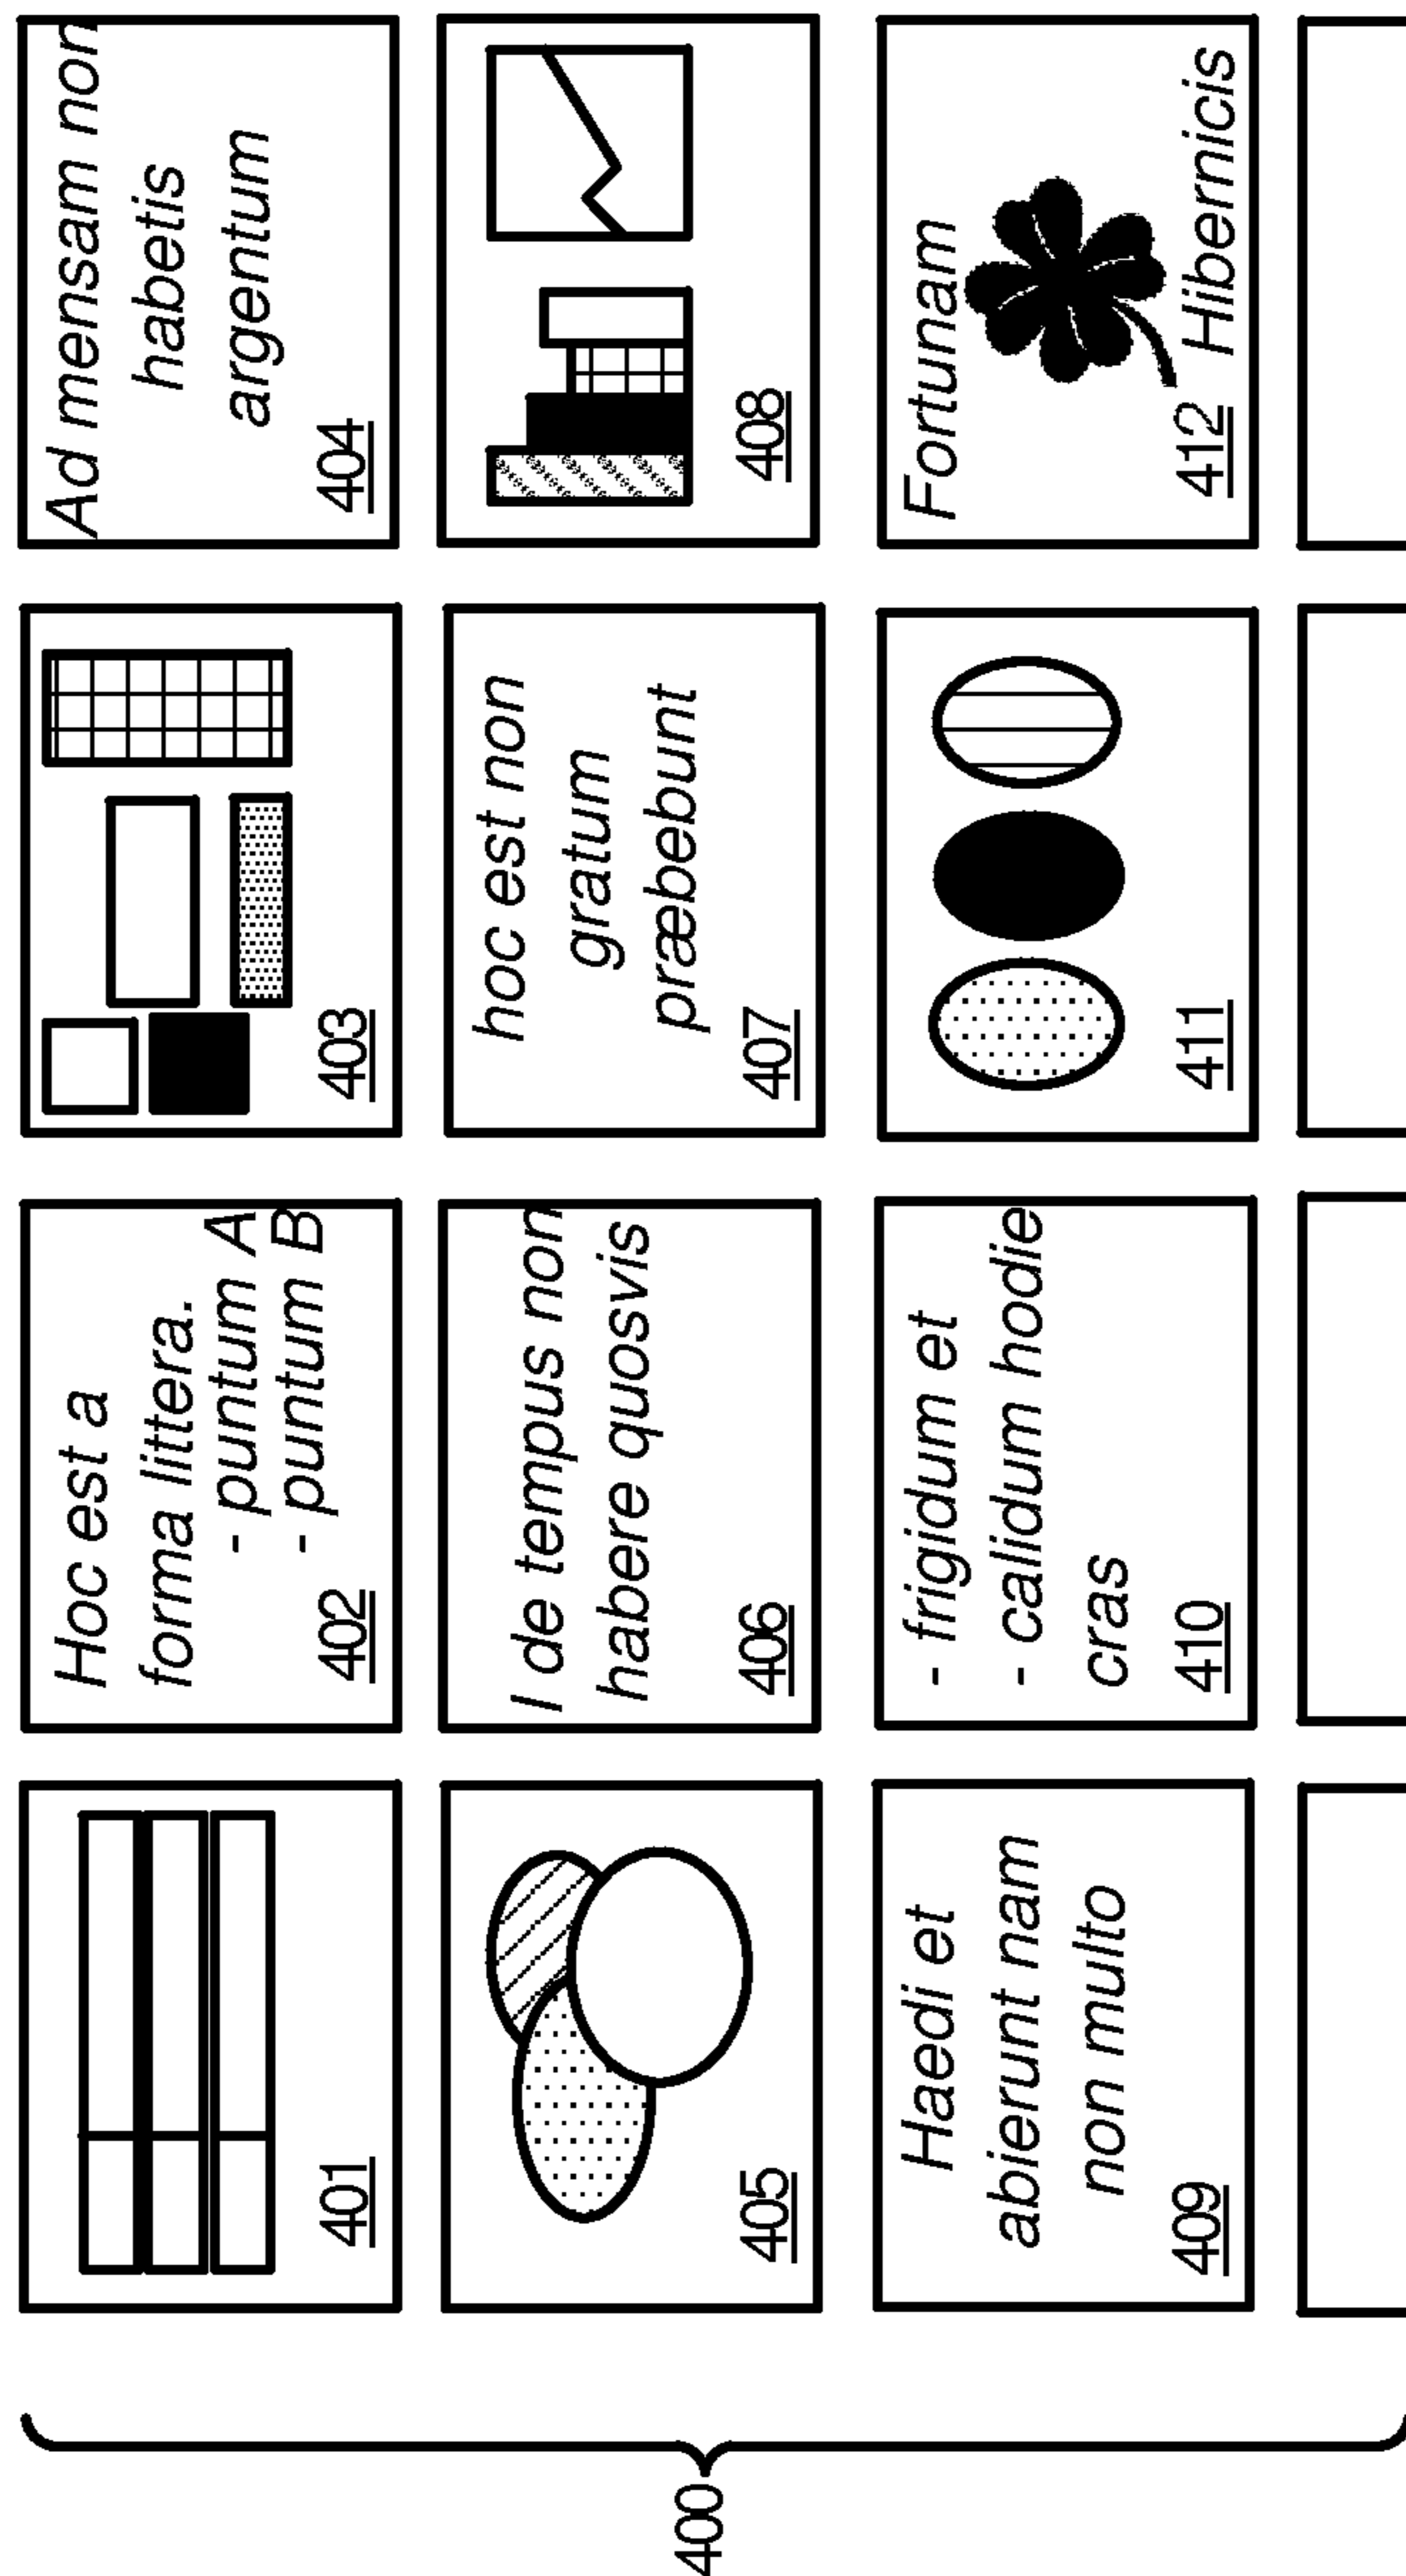 400
401
Hoc est a
forma littera.
- puntum A
- puntum B
402
403
Ad mensam non
habetis
argentum
404
405
I de tempus non
habere quosvis
406
hoc est non
gratum
præbebunt
407
408
Haedi et
abierunt nam
non multo
409
- frigidum et
- calidum hodie
cras
410
411
Fortunam
Hibernicis
412